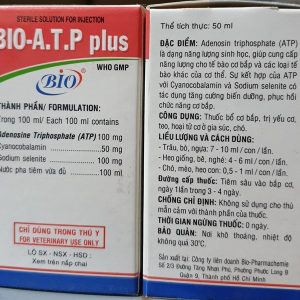 STERILE SOLUTION FOR INJECTION
BIO-A.T.P plus
WHO GMP
BIO
THÀNH PHẦN/ FORMULATION:
Trong 100 ml/ Each 100 ml contains
Adenosine Triphosphate (ATP) 100 mg
Cyanocobalamin 50 mg
Sodium selenite 100 mg
Nước pha tiêm vừa đủ 100 ml
CHỈ DÙNG TRONG THÚ Y
FOR VETERINARY USE ONLY
LÔ SX - NSX - HSD :
Xem trên nắp chai
Thể tích thực: 50 ml
ĐẶC ĐIỂM: Adenosin triphosphate (ATP)
là dạng năng lượng sinh học, giúp cung cấp
năng lượng cho tế bào cơ bắp và các loại tế
bào khác của cơ thể. Sự kết hợp của ATP
với Cyanocobalamin và Sodium selenite có
tác dụng tăng cường biến dưỡng, phục hồi
chức năng cơ bắp.
CÔNG DỤNG: Thuốc bổ cơ bắp, trị yếu cơ,
teo, hoại tử cơ ở gia súc, chó.
LIỀU LƯỢNG VÀ CÁCH DÙNG:
- Trâu, bò, ngựa: 7 - 10 ml / con / lần.
- Heo giống, bê, nghé: 4 - 6 ml / con / lần.
- Chó, mèo, heo con: 0,5 - 1 ml / con / lần.
Đường cấp thuốc: Tiêm sâu vào bắp cơ,
ngày 1 lần trong 3 - 4 ngày.
CHỐNG CHỈ ĐỊNH: Không sử dụng cho thú
mẫn cảm với thành phần của thuốc.
THỜI GIAN NGƯNG THUỐC: 0 ngày.
BẢO QUẢN: Nơi khô thoáng, nhiệt độ
không quá 30°C.
Sản xuất tại: Công ty liên doanh Bio-Pharmachemie
Số 2/3 Đường Tăng Nhơn Phú, Phường Phước Long B
Quận 9, Thành phố Hồ Chí Minh